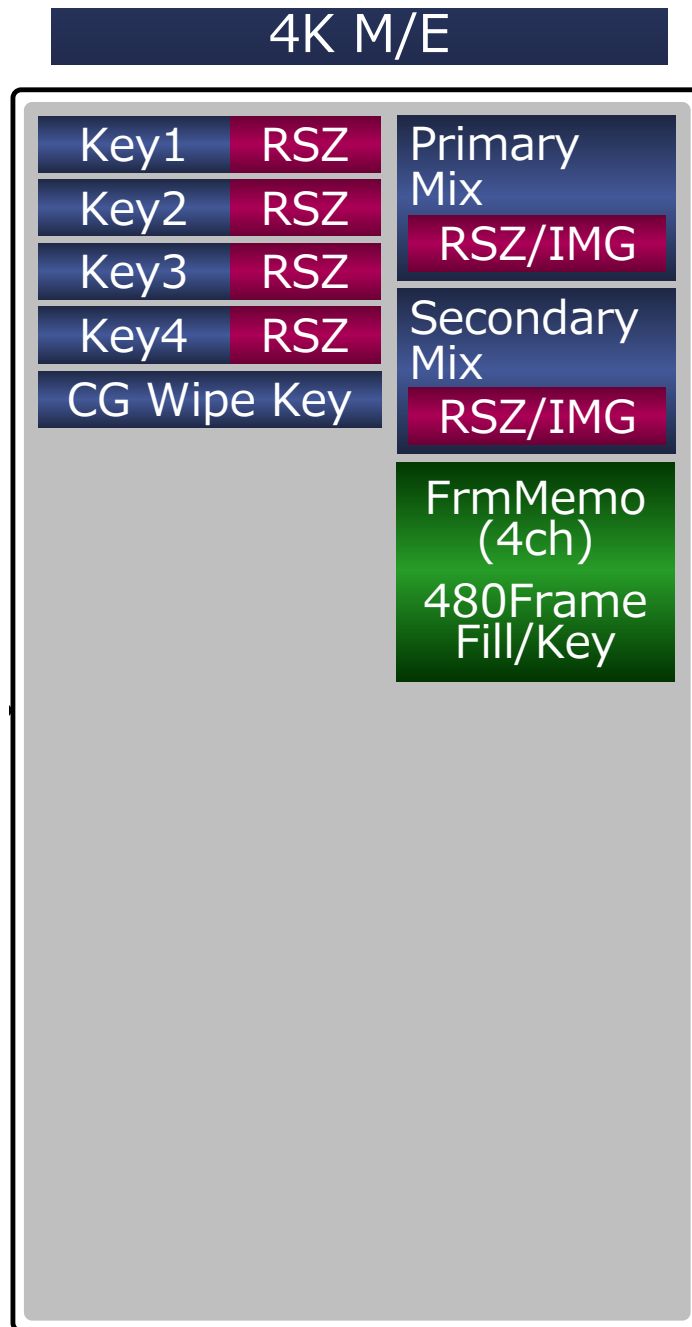 4K M/E
Key1 RSZ
Key2 RSZ
Key3 RSZ
Key4 RSZ
CG Wipe Key
Primary
Mix
RSZ/IMG
Secondary
Mix
RSZ/IMG
FrmMemo
(4ch)
480Frame
Fill/Key